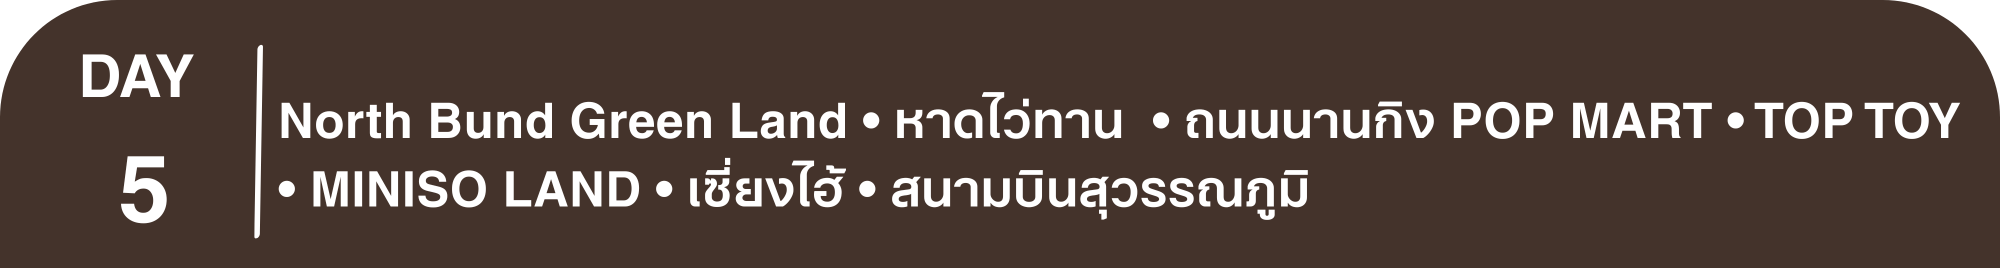 DAY
5
North Bund Green Land • หาดไว่ทาน • ถนนนานกิง POP MART • TOP TOY
• MINISO LAND • เซี่ยงไฮ้ • สนามบินสุวรรณภูมิ